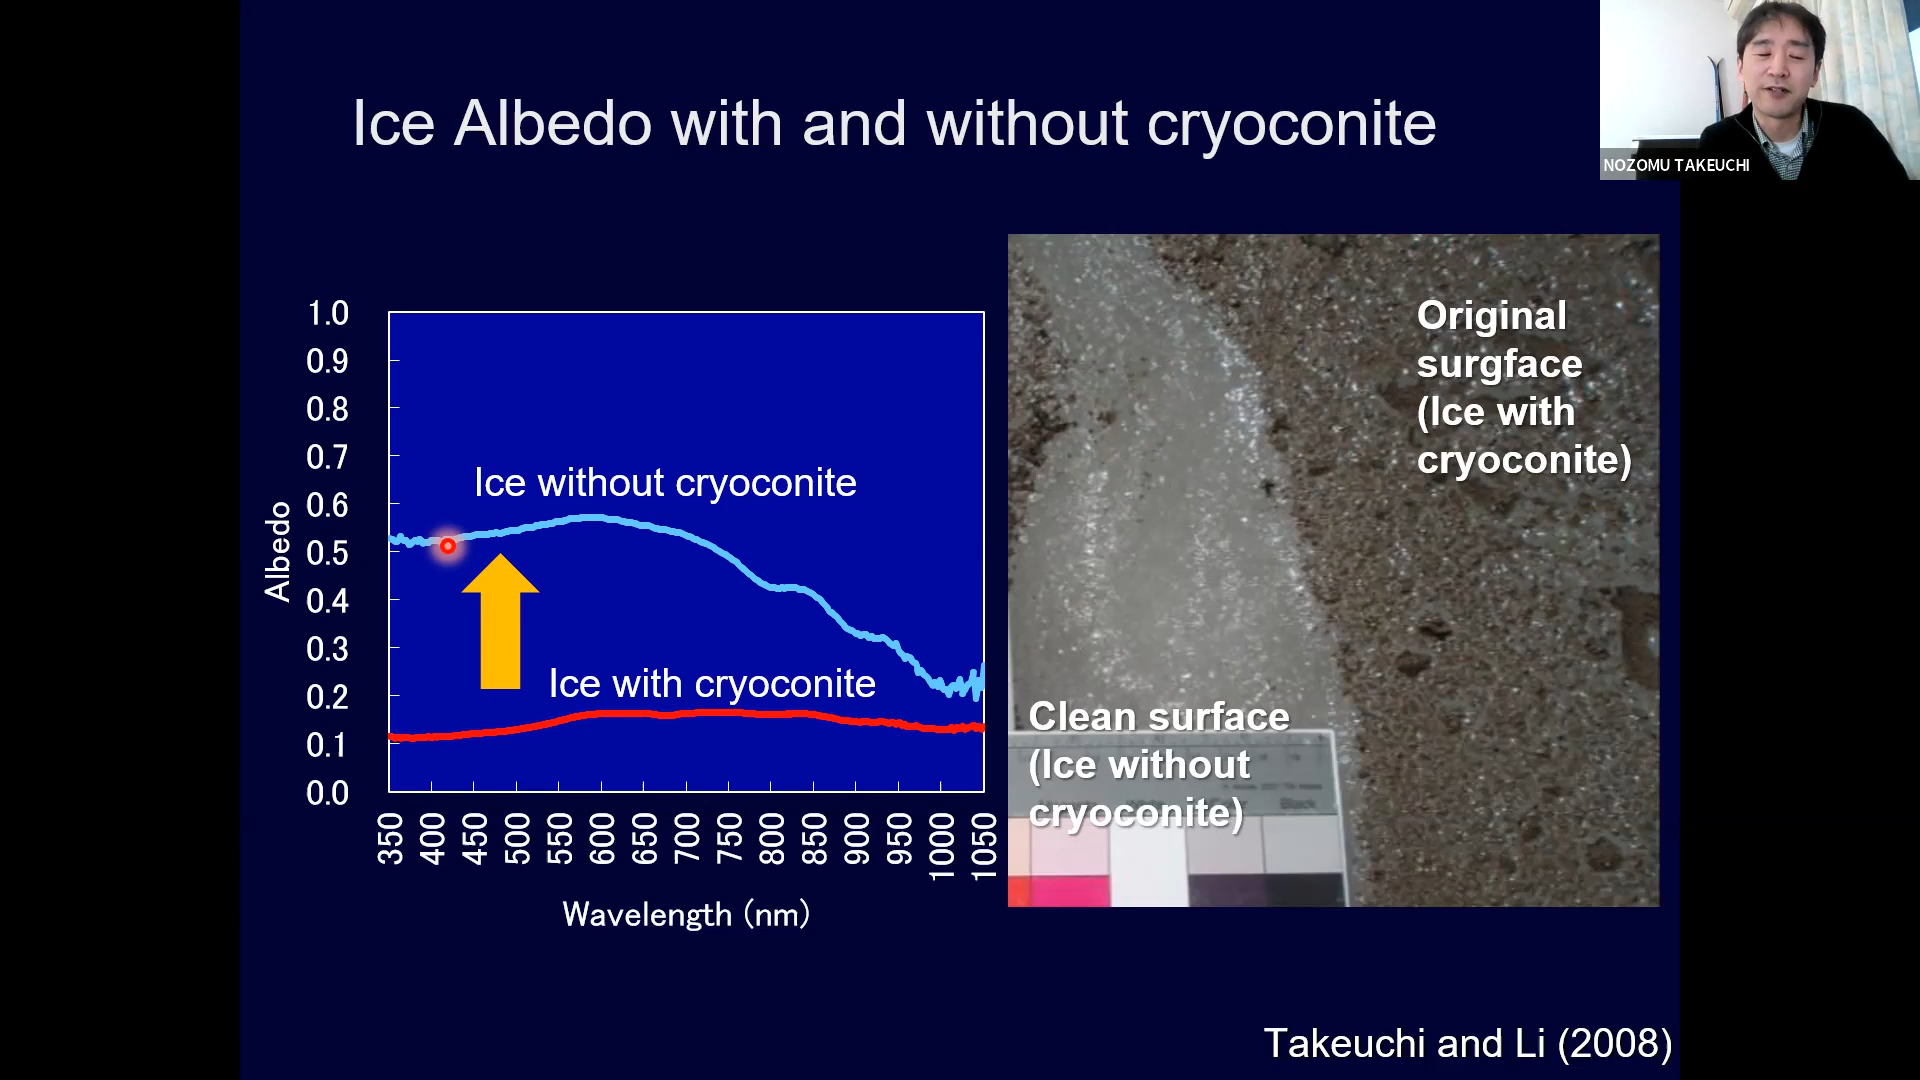 Ice Albedo with and without cryoconite
NOZOMU TAKEUCHI
1.0
0.9
0.8
0.7
0.6
0.5
0.4
0.3
0.2
0.1
0.0
Albedo
Ice without cryoconite
Ice with cryoconite
350
400
450
500
550
600
650
700
750
800
850
900
950
1000
1050
Wavelength (nm)
Original
surgface
(Ice with
cryoconite)
Clean surface
(Ice without
cryoconite)
Black
Takeuchi and Li (2008)